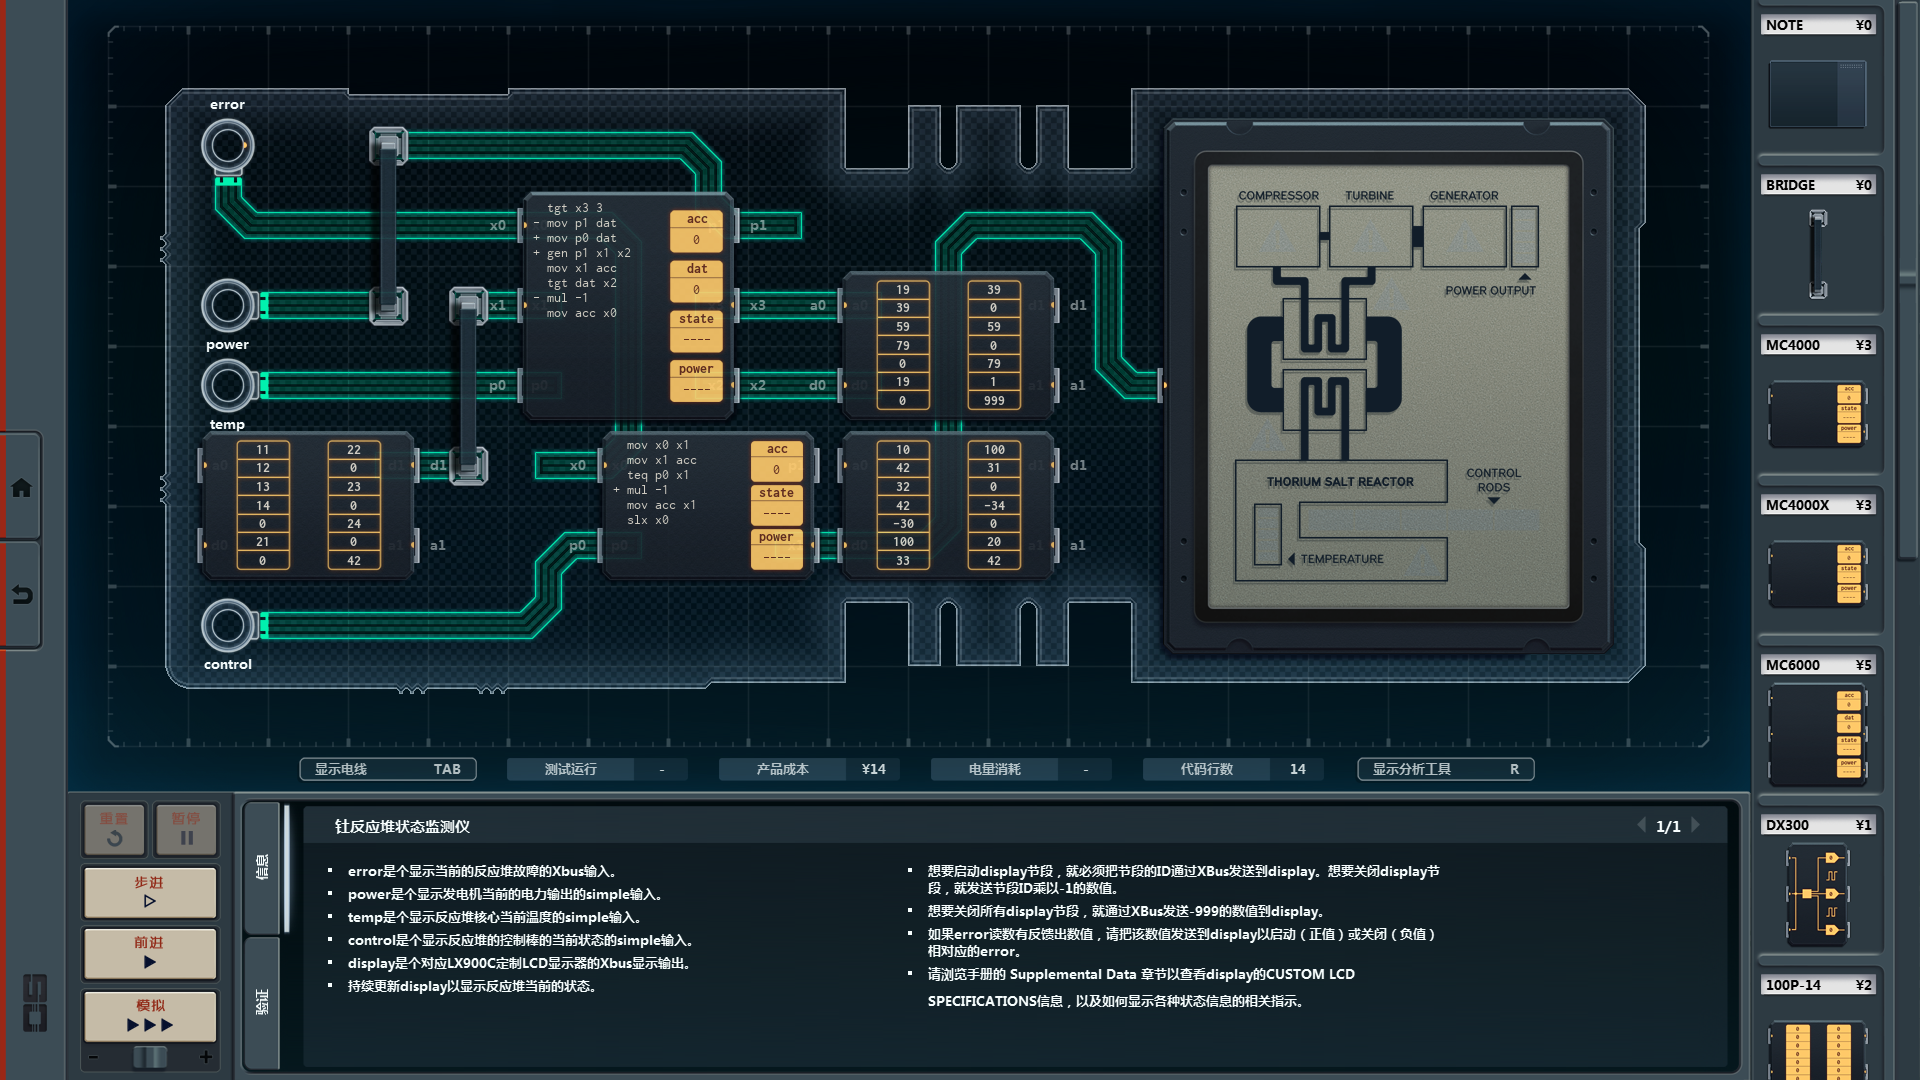 error
power
temp
control
x0
x1
p0
p1
x3
x2
tgt x3 3
- mov p1 dat
+ mov p0 dat
+ gen p1 x1 x2
mov x1 acc
tgt dat x2
- mul -1
mov acc x0
acc
0
dat
0
state
----
power
----
a0
d0
d1
a1
19 39
39 0
59 59
79 0
0 79
19 1
0 999
11 22
12 0
13 23
14 0
0 24
21 0
0 42
d1
a1
x0
p0
mov x0 x1
mov x1 acc
teq p0 x1
+ mul -1
mov acc x1
slx x0
acc
0
state
----
power
----
10 100
42 31
32 0
42 -34
-30 0
100 20
33 42
d1
a1
COMPRESSOR
TURBINE
GENERATOR
POWER OUTPUT
THORIUM SALT REACTOR
CONTROL
RODS
TEMPERATURE
显示电线 TAB
测试运行 -
产品成本 ¥14
电量消耗 -
代码行数 14
显示分析工具 R
重置
暂停
步进
前进
模拟
- +
信息
验证
钍反应堆状态监测仪
1/1
▪ error是个显示当前的反应堆故障的Xbus输入。
▪ power是个显示发电机当前的电力输出的simple输入。
▪ temp是个显示反应堆核心当前温度的simple输入。
▪ control是个显示反应堆的控制棒的当前状态的simple输入。
▪ display是个对应LX900C定制LCD显示器的Xbus显示输出。
▪ 持续更新display以显示反应堆当前的状态。
▪ 想要启动display节段，就必须把节段的ID通过XBus发送到display。想要关闭display节
段，就发送节段ID乘以-1的数值。
▪ 想要关闭所有display节段，就通过XBus发送-999的数值到display。
▪ 如果error读数有反馈出数值，请把该数值发送到display以启动（正值）或关闭（负值）
相对应的error。
▪ 请浏览手册的 Supplemental Data 章节以查看display的CUSTOM LCD
SPECIFICATIONS信息，以及如何显示各种状态信息的相关指示。
NOTE ¥0
BRIDGE ¥0
MC4000 ¥3
acc
0
state
----
power
----
MC4000X ¥3
acc
0
state
----
power
----
MC6000 ¥5
acc
0
dat
0
state
----
power
----
DX300 ¥1
100P-14 ¥2
0 0
0 0
0 0
0 0
0 0